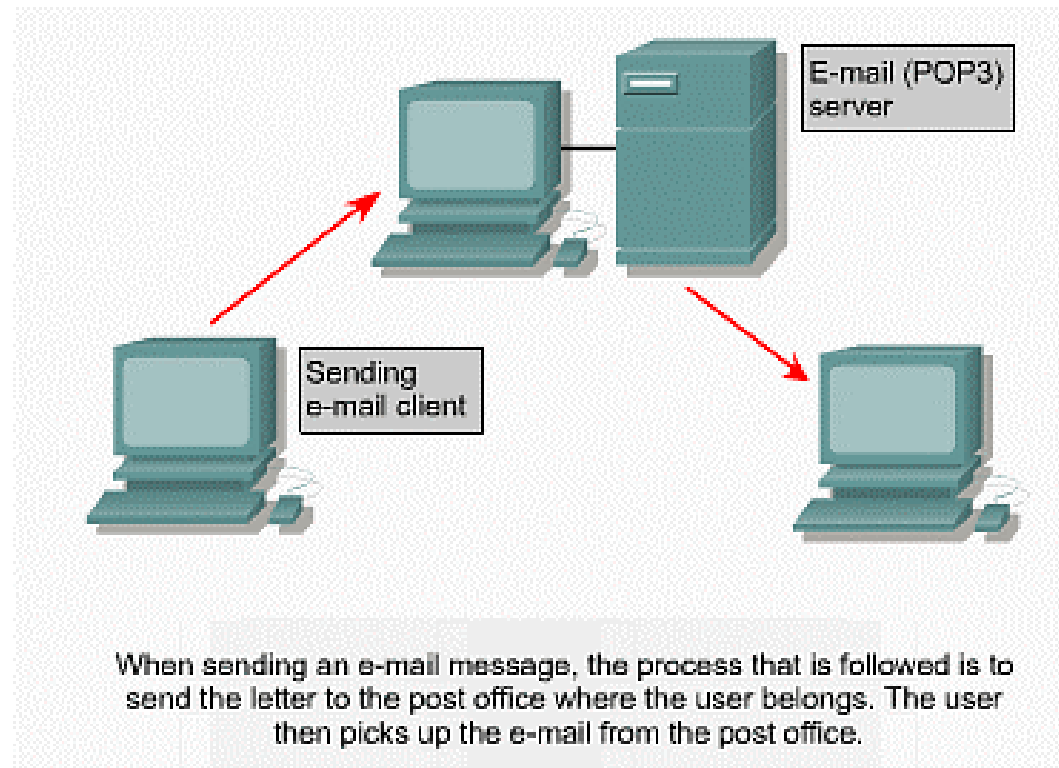 E-mail (POP3)
server
Sending
e-mail client
When sending an e-mail message, the process that is followed is to
send the letter to the post office where the user belongs. The user
then picks up the e-mail from the post office.